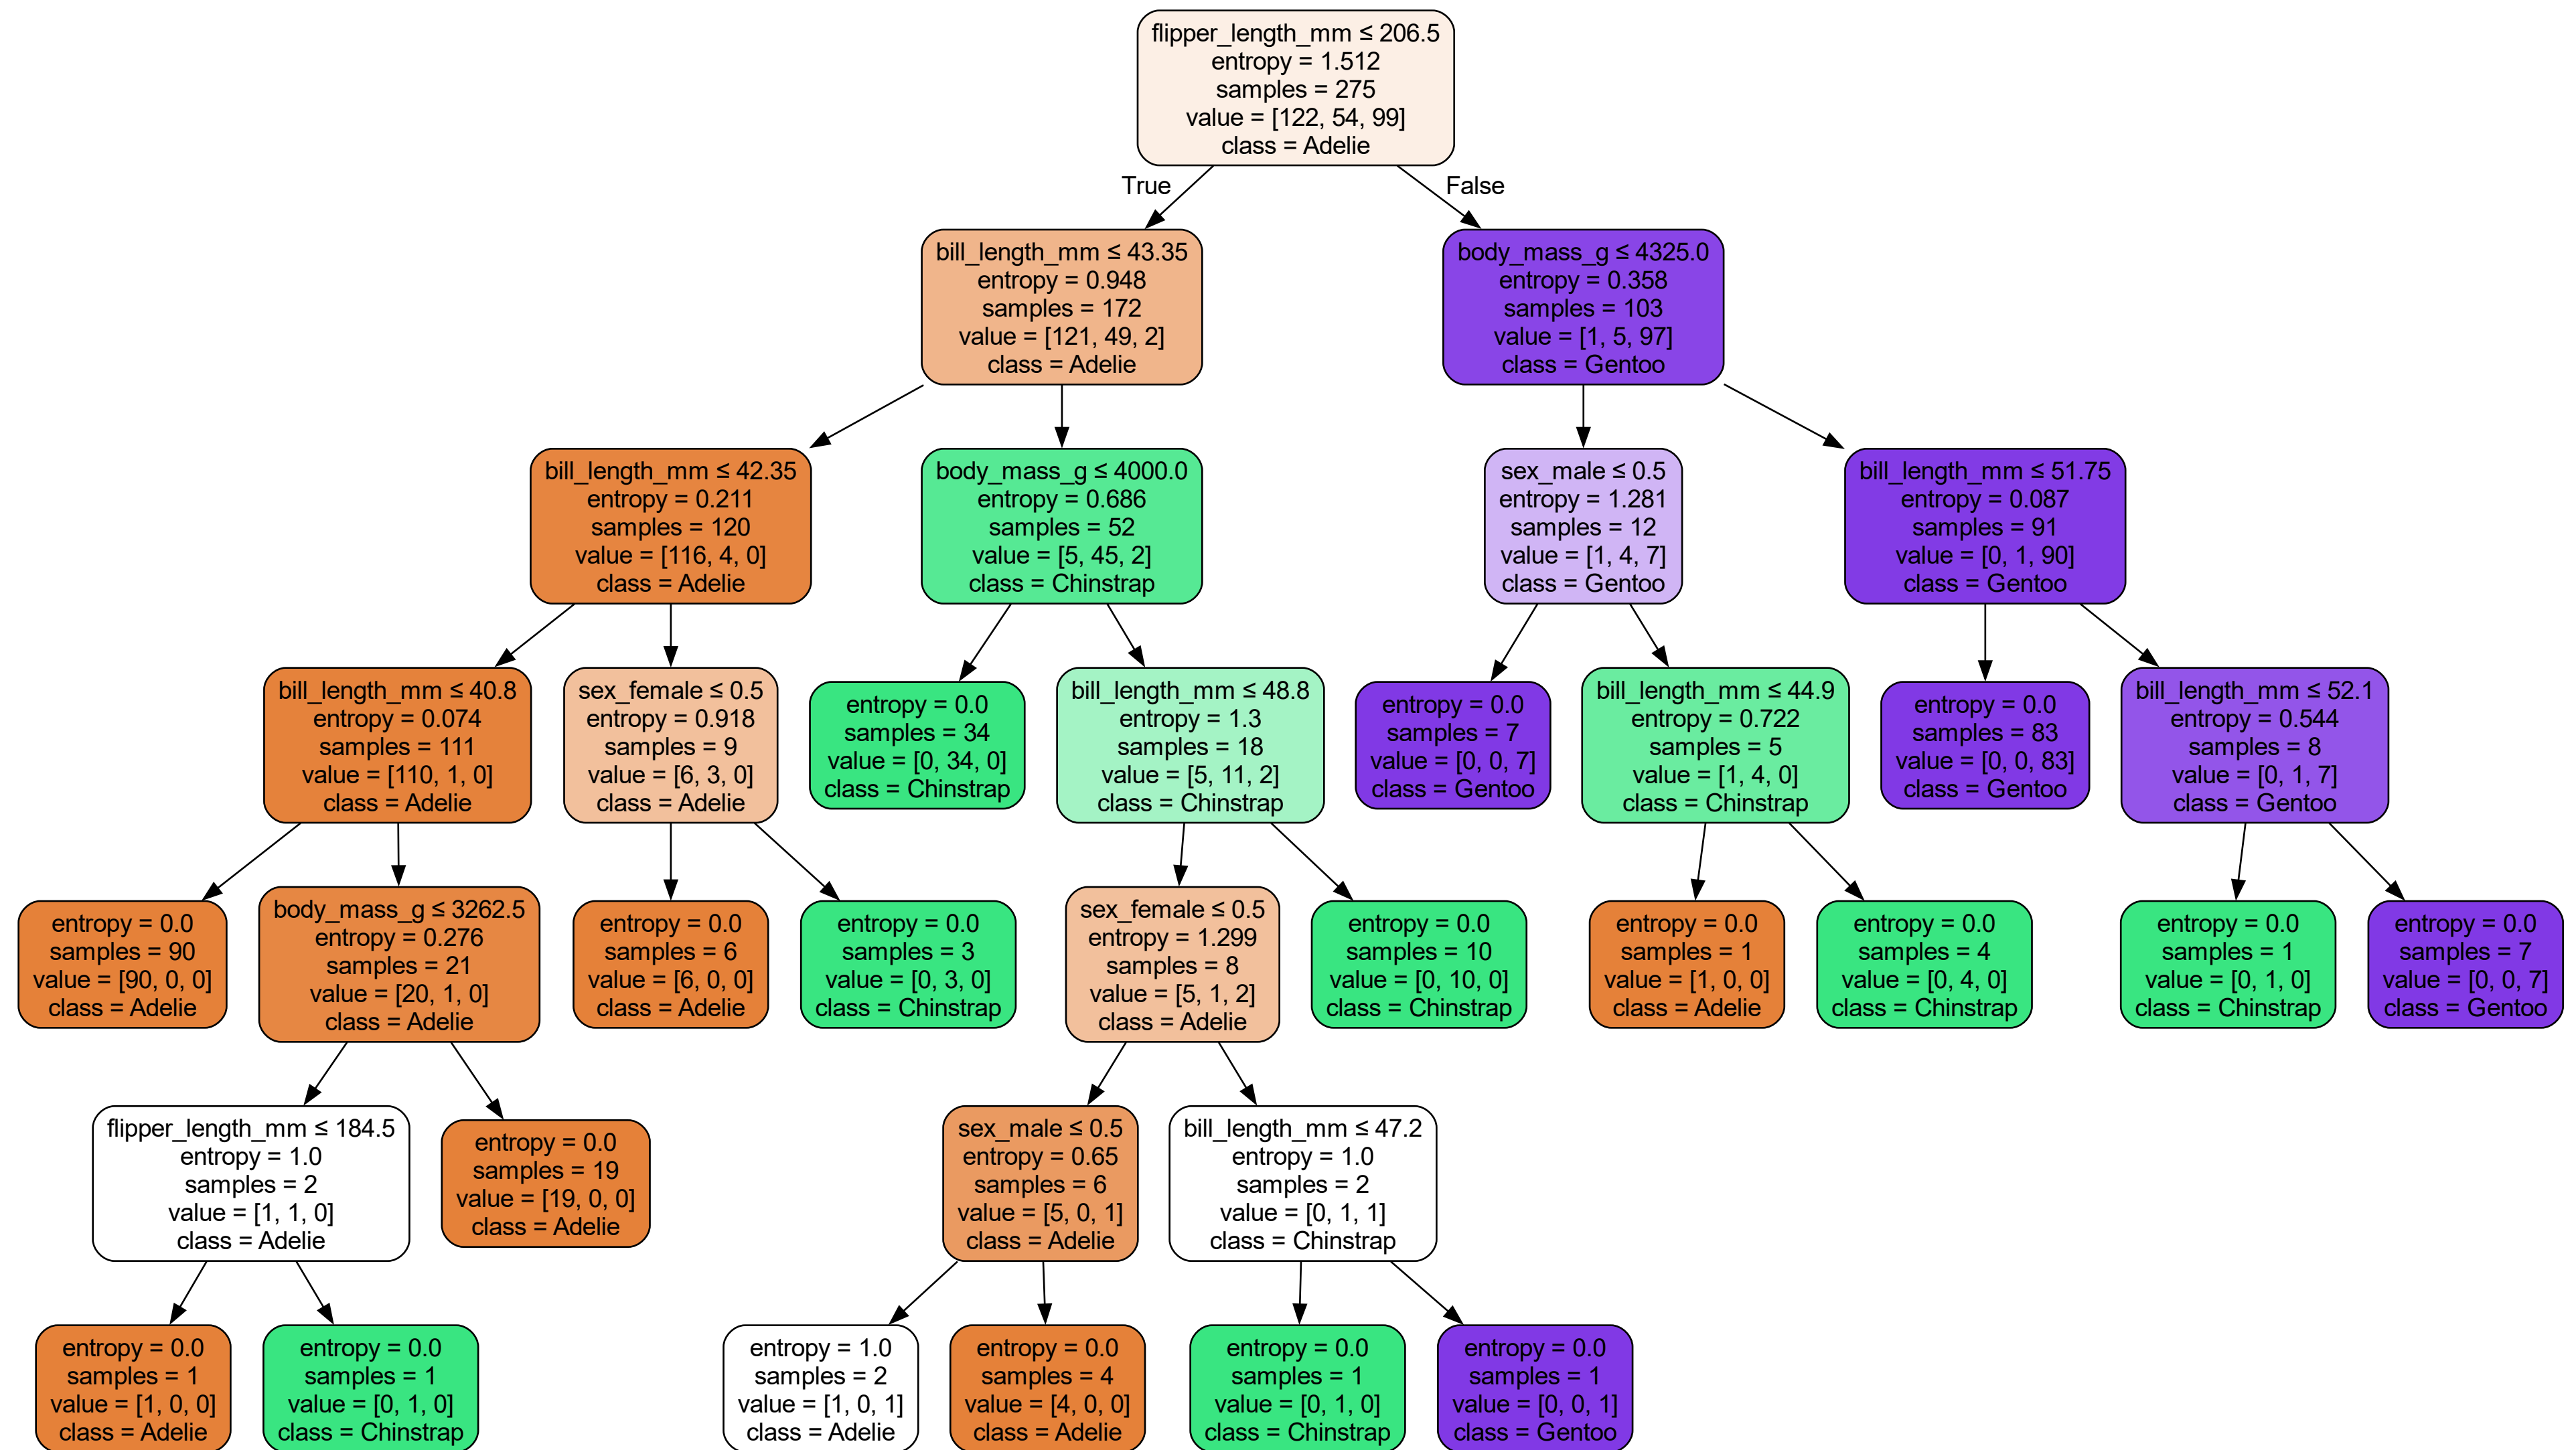 flipper_length_mm ≤ 206.5
entropy = 1.512
samples = 275
value = [122, 54, 99]
class = Adelie
True
False
bill_length_mm ≤ 43.35
entropy = 0.948
samples = 172
value = [121, 49, 2]
class = Adelie
body_mass_g ≤ 4325.0
entropy = 0.358
samples = 103
value = [1, 5, 97]
class = Gentoo
bill_length_mm ≤ 42.35
entropy = 0.211
samples = 120
value = [116, 4, 0]
class = Adelie
body_mass_g ≤ 4000.0
entropy = 0.686
samples = 52
value = [5, 45, 2]
class = Chinstrap
sex_male ≤ 0.5
entropy = 1.281
samples = 12
value = [1, 4, 7]
class = Gentoo
bill_length_mm ≤ 51.75
entropy = 0.087
samples = 91
value = [0, 1, 90]
class = Gentoo
bill_length_mm ≤ 40.8
entropy = 0.074
samples = 111
value = [110, 1, 0]
class = Adelie
sex_female ≤ 0.5
entropy = 0.918
samples = 9
value = [6, 3, 0]
class = Adelie
entropy = 0.0
samples = 34
value = [0, 34, 0]
class = Chinstrap
bill_length_mm ≤ 48.8
entropy = 1.3
samples = 18
value = [5, 11, 2]
class = Chinstrap
entropy = 0.0
samples = 7
value = [0, 0, 7]
class = Gentoo
bill_length_mm ≤ 44.9
entropy = 0.722
samples = 5
value = [1, 4, 0]
class = Chinstrap
entropy = 0.0
samples = 83
value = [0, 0, 83]
class = Gentoo
bill_length_mm ≤ 52.1
entropy = 0.544
samples = 8
value = [0, 1, 7]
class = Gentoo
entropy = 0.0
samples = 90
value = [90, 0, 0]
class = Adelie
body_mass_g ≤ 3262.5
entropy = 0.276
samples = 21
value = [20, 1, 0]
class = Adelie
entropy = 0.0
samples = 6
value = [6, 0, 0]
class = Adelie
entropy = 0.0
samples = 3
value = [0, 3, 0]
class = Chinstrap
sex_female ≤ 0.5
entropy = 1.299
samples = 8
value = [5, 1, 2]
class = Adelie
entropy = 0.0
samples = 10
value = [0, 10, 0]
class = Chinstrap
entropy = 0.0
samples = 1
value = [1, 0, 0]
class = Adelie
entropy = 0.0
samples = 4
value = [0, 4, 0]
class = Chinstrap
entropy = 0.0
samples = 1
value = [0, 1, 0]
class = Chinstrap
entropy = 0.0
samples = 7
value = [0, 0, 7]
class = Gentoo
flipper_length_mm ≤ 184.5
entropy = 1.0
samples = 2
value = [1, 1, 0]
class = Adelie
entropy = 0.0
samples = 19
value = [19, 0, 0]
class = Adelie
sex_male ≤ 0.5
entropy = 0.65
samples = 6
value = [5, 0, 1]
class = Adelie
bill_length_mm ≤ 47.2
entropy = 1.0
samples = 2
value = [0, 1, 1]
class = Chinstrap
entropy = 0.0
samples = 1
value = [1, 0, 0]
class = Adelie
entropy = 0.0
samples = 1
value = [0, 1, 0]
class = Chinstrap
entropy = 1.0
samples = 2
value = [1, 0, 1]
class = Adelie
entropy = 0.0
samples = 4
value = [4, 0, 0]
class = Adelie
entropy = 0.0
samples = 1
value = [0, 1, 0]
class = Chinstrap
entropy = 0.0
samples = 1
value = [0, 0, 1]
class = Gentoo